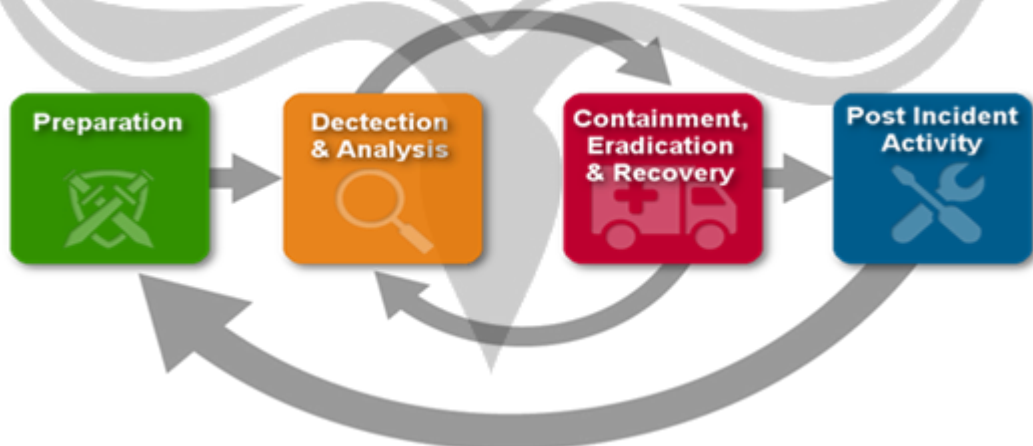 Preparation
Dectection
& Analysis
Containment,
Eradication
& Recovery
Post Incident
Activity